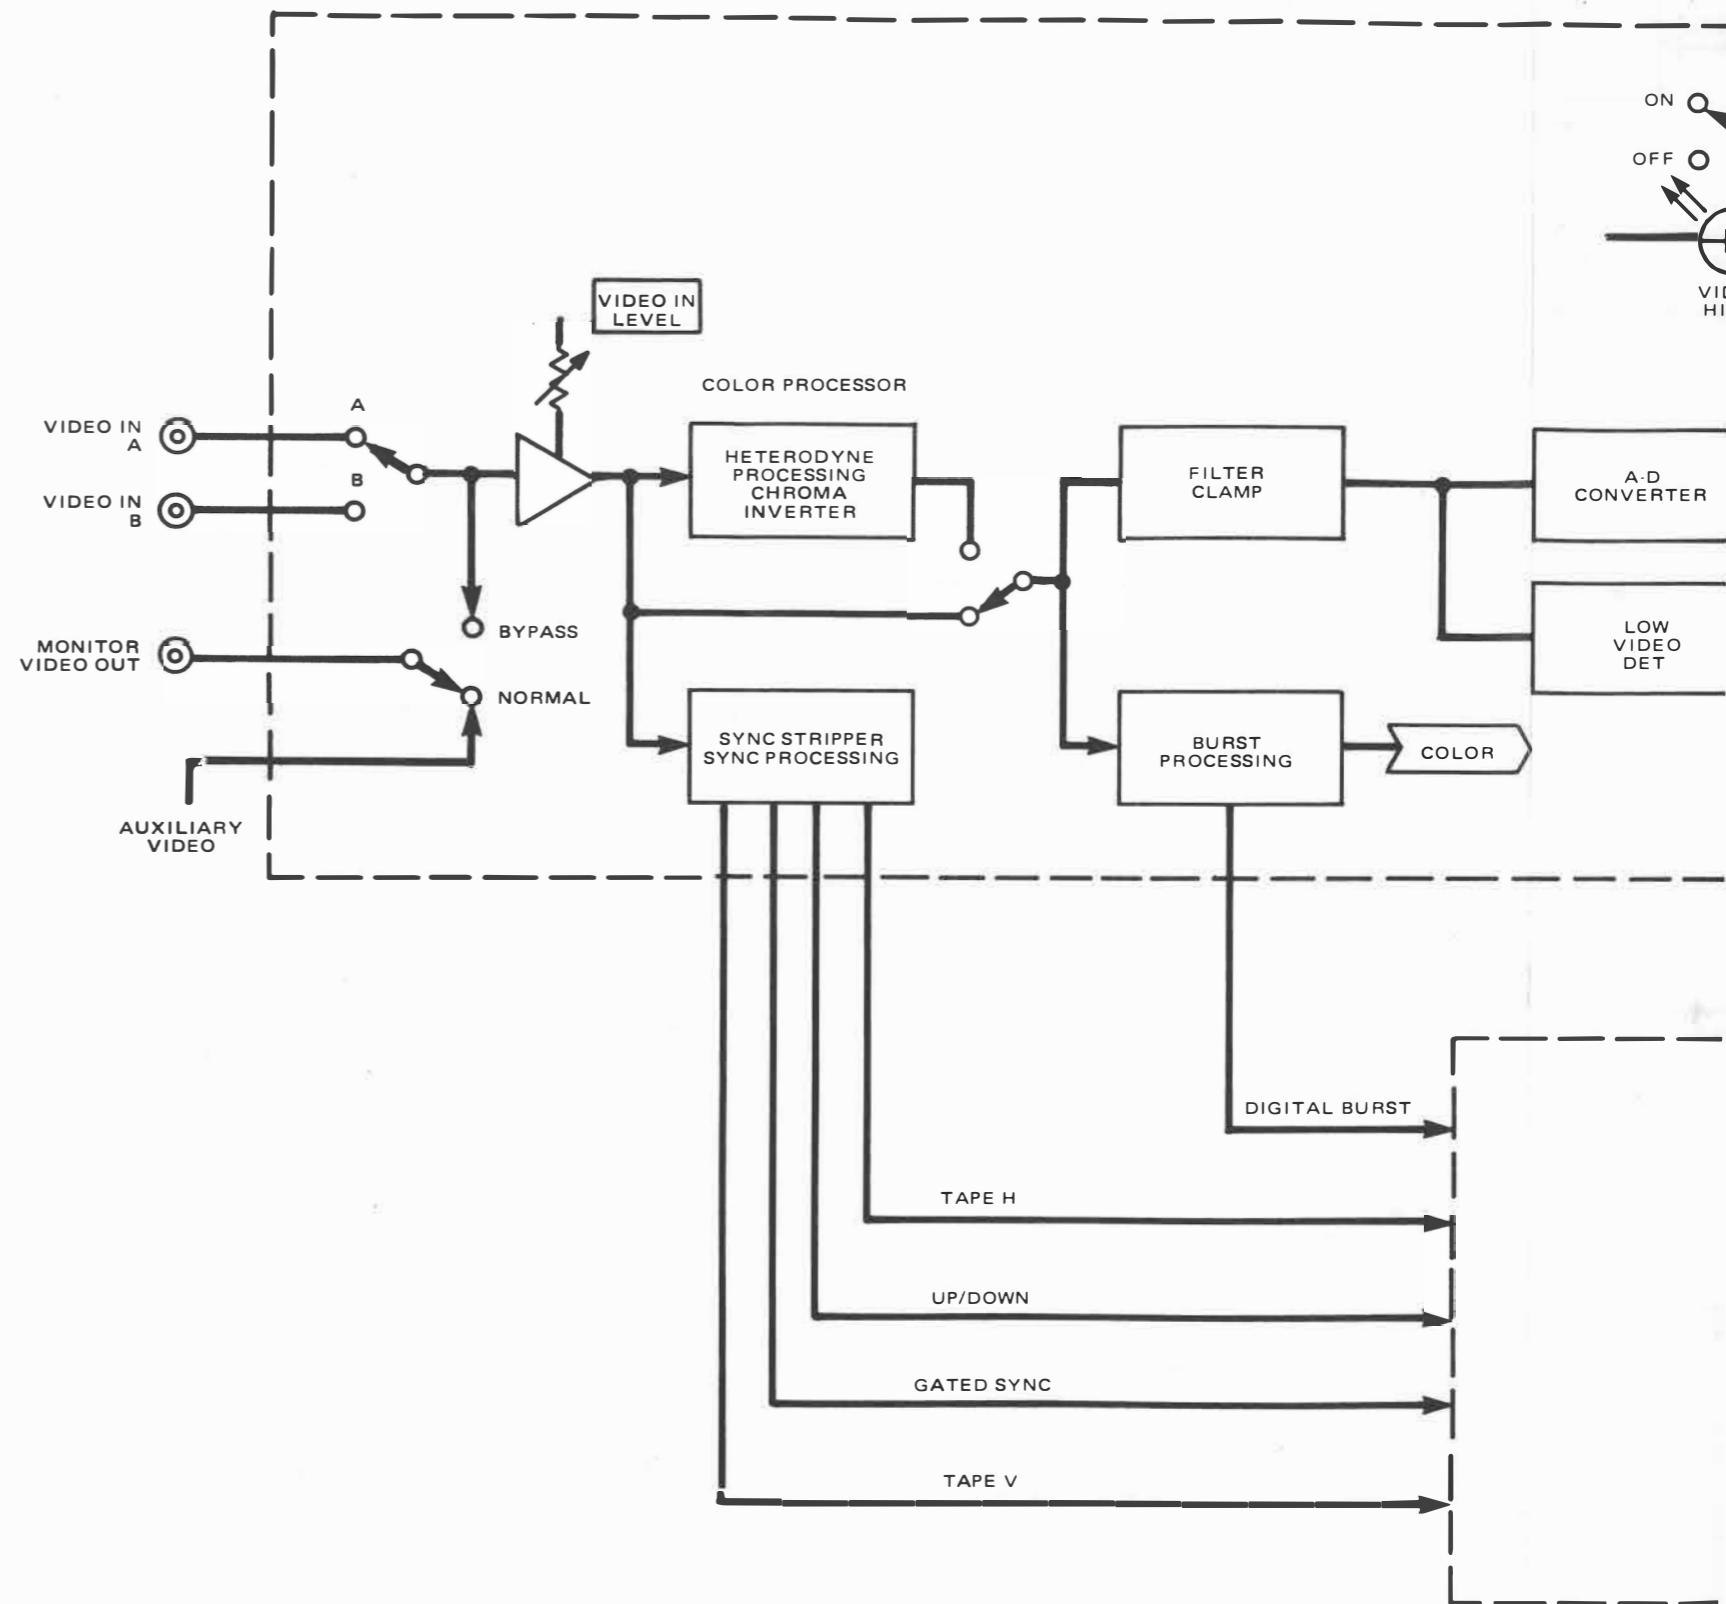 ON
OFF
VIDEO IN
LEVEL
COLOR PROCESSOR
A
VIDEO IN
A
B
VIDEO IN
B
HETERODYNE
PROCESSING
CHROMA
INVERTER
FILTER
CLAMP
A-D
CONVERTER
BYPASS
MONITOR
VIDEO OUT
NORMAL
LOW
VIDEO
DET
SYNC STRIPPER
SYNC PROCESSING
BURST
PROCESSING
COLOR
AUXILIARY
VIDEO
DIGITAL BURST
TAPE H
UP/DOWN
GATED SYNC
TAPE V